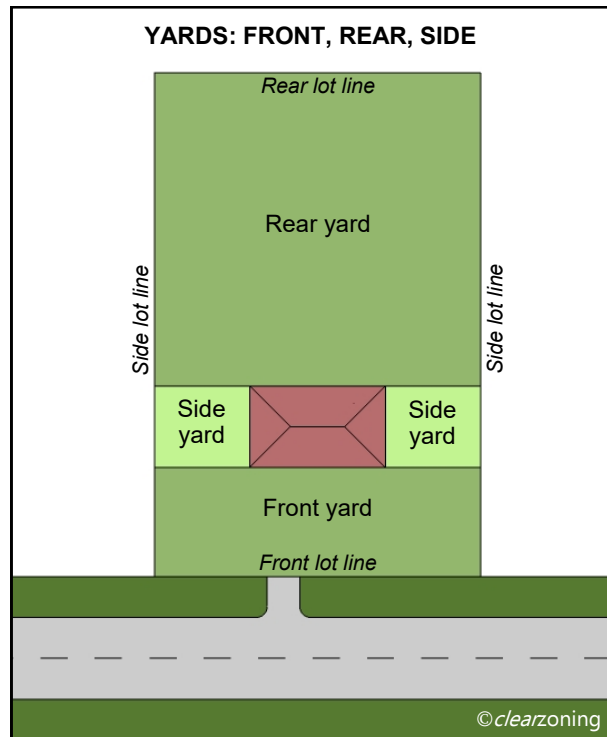 YARDS: FRONT, REAR, SIDE
Rear lot line
Rear yard
Side lot line
Side lot line
Side
yard
Side
yard
Front yard
Front lot line
©clearzoning